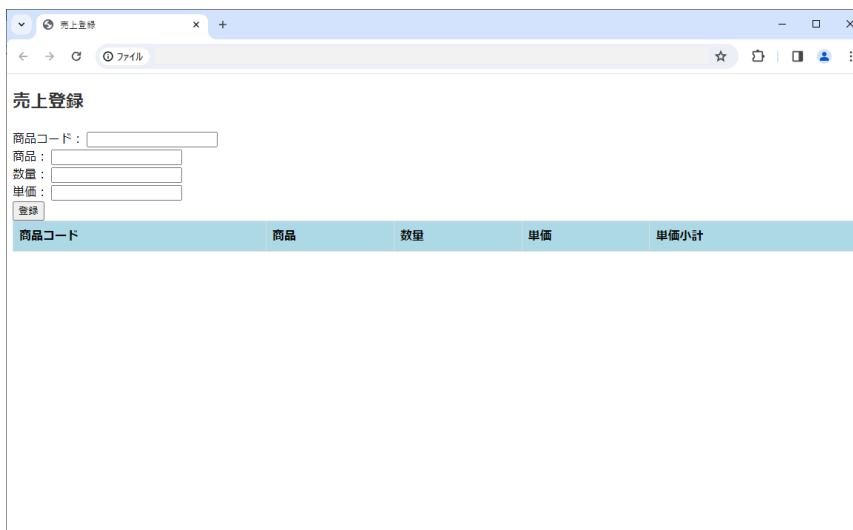 売上登録
ファイル
売上登録
商品コード：
商品：
数量：
単価：
登録
商品コード 商品 数量 単価 単価小計